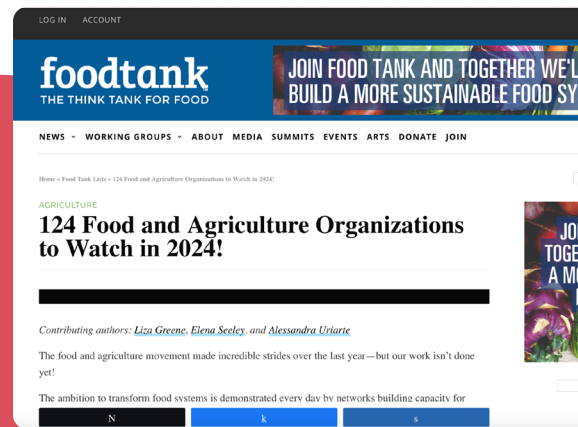 LOG IN ACCOUNT
foodtank
THE THINK TANK FOR FOOD
JOIN FOOD TANK AND TOGETHER WE'L
BUILD A MORE SUSTAINABLE FOOD SY
NEWS WORKING GROUPS ABOUT MEDIA SUMMITS EVENTS ARTS DONATE JOIN
Home » Food Tank Lists » 124 Food and Agriculture Organizations to Watch in 2024!
AGRICULTURE
124 Food and Agriculture Organizations
to Watch in 2024!
JO
TOGE
A MO
Contributing authors: Liza Greene, Elena Seeley, and Alessandra Uriarte
The food and agriculture movement made incredible strides over the last year—but our work isn't done
yet!
The ambition to transform food systems is demonstrated every day by networks building capacity for
N k s